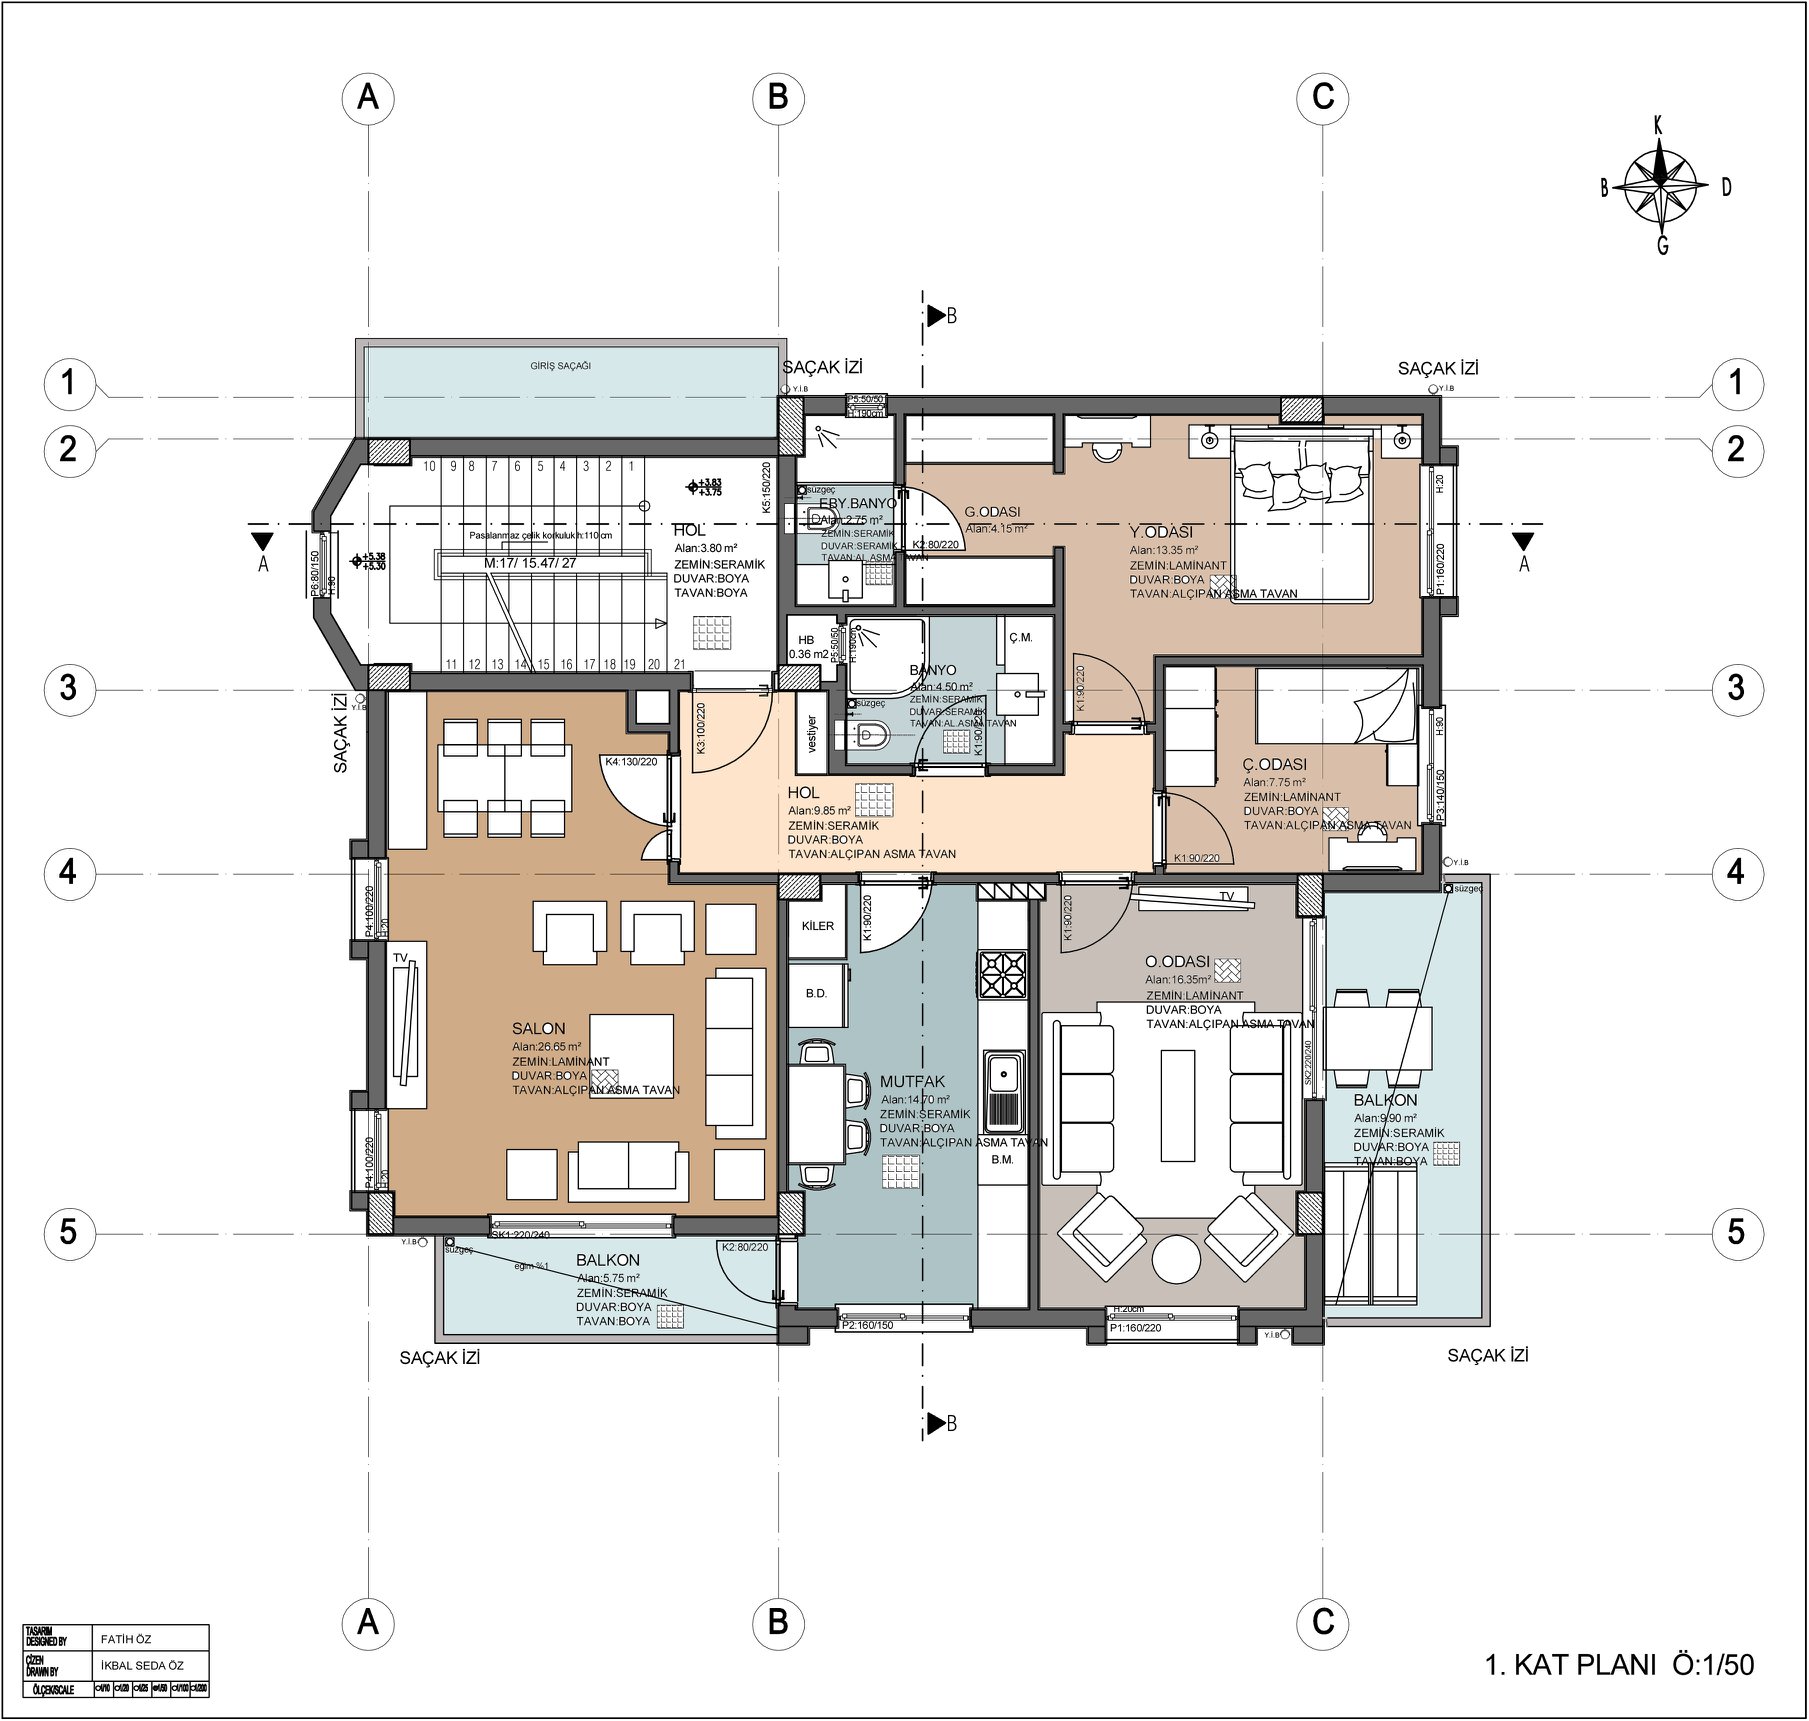 A
B
C
K
B
D
G
B
SAÇAK İZİ
SAÇAK İZİ
Y.İ.B
Y.İ.B
GİRİŞ SAÇAĞI
1
1
2
2
P5:50/50
H:190cm
10 9 8 7 6 5 4 3 2 1
+3.83
+3.75
K5:150/220
süzgeç
EBY.BANYO
Alan:2.75 m²
ZEMİN:SERAMİK
DUVAR:SERAMİK
TAVAN:AL.ASMA TAVAN
K2:80/220
G.ODASI
Alan:4.15 m²
Y.ODASI
Alan:13.35 m²
ZEMİN:LAMİNANT
DUVAR:BOYA
TAVAN:ALÇIPAN ASMA TAVAN
H:20
P1:160/220
A
A
HOL
Alan:3.80 m²
ZEMİN:SERAMİK
DUVAR:BOYA
TAVAN:BOYA
Pasalanmaz çelik korkuluk h:110 cm
M:17/ 15.47/ 27
+5.38
+5.30
P6:80/150
H:90
11 12 13 14 15 16 17 18 19 20 21
HB
0.36 m2
P5:50/50
H:190cm
Ç.M.
BANYO
Alan:4.50 m²
ZEMİN:SERAMİK
DUVAR:SERAMİK
TAVAN:AL.ASMA TAVAN
süzgeç
K1:90/220
K1:90/220
3
3
SAÇAK İZİ
Y.İ.B
K3:100/220
vestiyer
K4:130/220
H:90
P3:140/150
Ç.ODASI
Alan:7.75 m²
ZEMİN:LAMİNANT
DUVAR:BOYA
TAVAN:ALÇIPAN ASMA TAVAN
K1:90/220
HOL
Alan:9.85 m²
ZEMİN:SERAMİK
DUVAR:BOYA
TAVAN:ALÇIPAN ASMA TAVAN
4
4
Y.İ.B
süzgeç
P4:100/220
H:20
K1:90/220
K1:90/220
TV
KİLER
B.D.
TV
O.ODASI
Alan:16.35m²
ZEMİN:LAMİNANT
DUVAR:BOYA
TAVAN:ALÇIPAN ASMA TAVAN
SALON
Alan:26.65 m²
ZEMİN:LAMİNANT
DUVAR:BOYA
TAVAN:ALÇIPAN ASMA TAVAN
MUTFAK
Alan:14.70 m²
ZEMİN:SERAMİK
DUVAR:BOYA
TAVAN:ALÇIPAN ASMA TAVAN
B.M.
SK2:220/240
BALKON
Alan:9.90 m²
ZEMİN:SERAMİK
DUVAR:BOYA
TAVAN:BOYA
P4:100/220
H:20
5
5
SK1:220/240
Y.İ.B
süzgeç
eğim %1
K2:80/220
BALKON
Alan:5.75 m²
ZEMİN:SERAMİK
DUVAR:BOYA
TAVAN:BOYA
P2:160/150
H:20cm
P1:160/220
Y.İ.B
SAÇAK İZİ
SAÇAK İZİ
B
A
B
C
TASARIM
DESIGNED BY
FATİH ÖZ
ÇİZEN
DRAWN BY
İKBAL SEDA ÖZ
ÖLÇEK/SCALE
1/10 1/20 1/25 1/50 1/100 1/200
1. KAT PLANI Ö:1/50